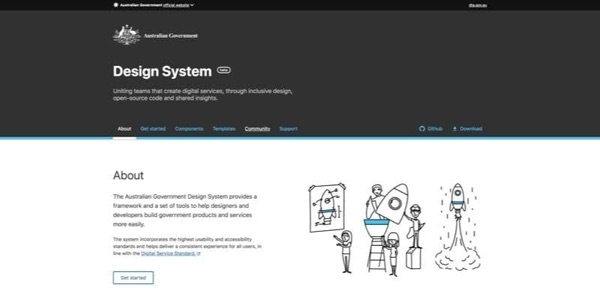 Australian Government official website
dta.gov.au
Australian Government
Design System beta
Uniting teams that create digital services, through inclusive design,
open-source code and shared insights.
About Get started Components Templates Community Support Github Download
About
The Australian Government Design System provides a
framework and a set of tools to help designers and
developers build government products and services
more easily.
The system incorporates the highest usability and accessibility
standards and helps deliver a consistent experience for all users, in
line with the Digital Service Standard.
Get started